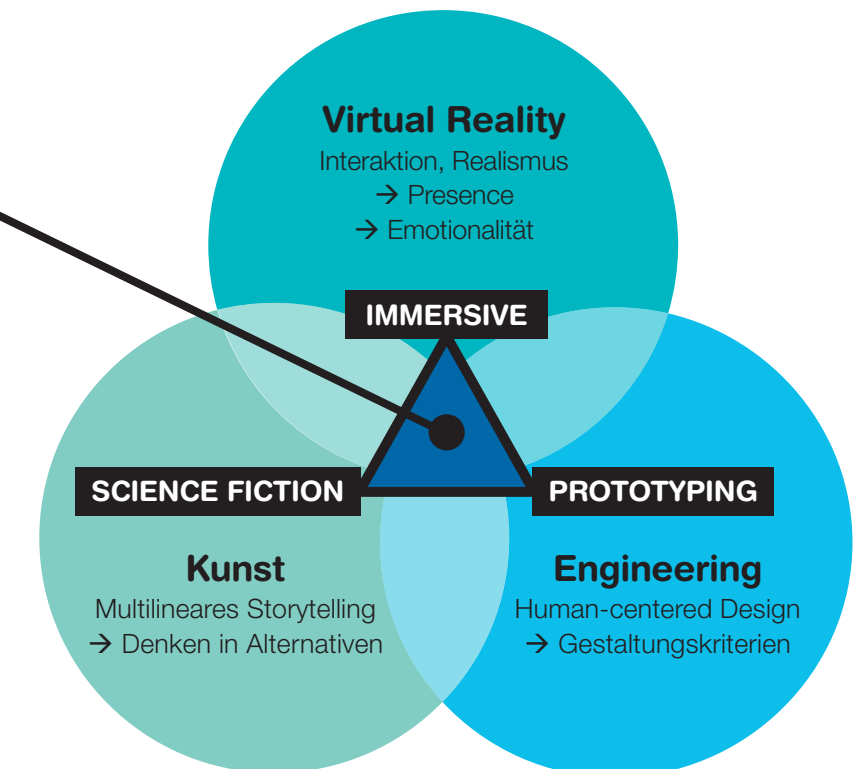 Virtual Reality
Interaktion, Realismus
→ Presence
→ Emotionalität
IMMERSIVE
SCIENCE FICTION
PROTOTYPING
Kunst
Multilineares Storytelling
→ Denken in Alternativen
Engineering
Human-centered Design
→ Gestaltungskriterien